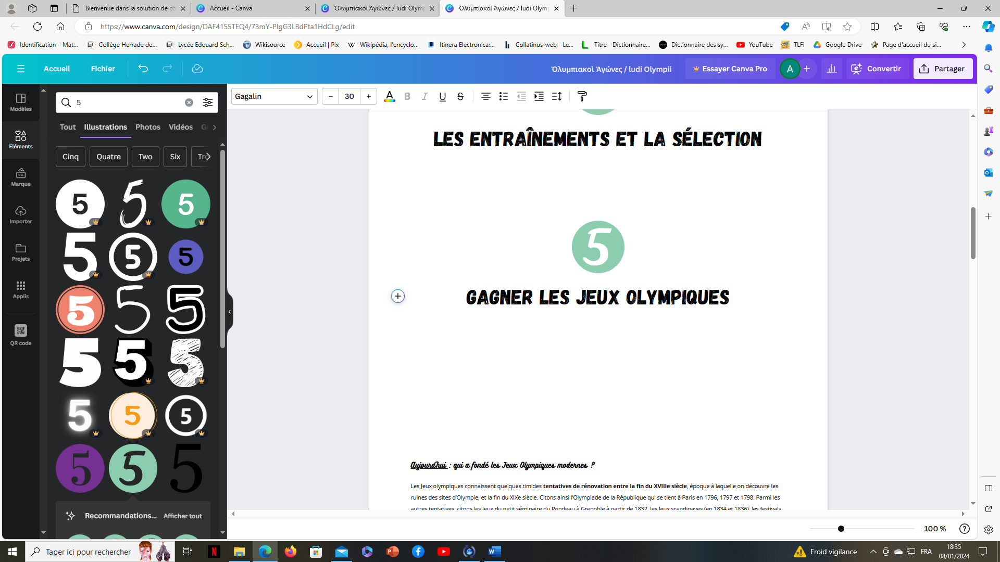 Bienvenue dans la solution de co
Accueil - Canva
Ὀλυμπιακοὶ Ἀγῶνες / ludi Olymp
Ὀλυμπιακοὶ Ἀγῶνες / ludi Olymp
https://www.canva.com/design/DAF4155TEQ4/73mY-PIgG3LBdPta1HdCLg/edit
Identification – Mat...
Collège Herrade de...
Lycée Edouard Sch...
Wikisource
Accueil | Pix
Wikipédia, l'encyclo...
Itinera Electronica:...
Collatinus-web - Le...
Titre - Dictionnaire...
Dictionnaire des sy...
YouTube
TLFi
Google Drive
Page d'accueil du si...
Accueil
Fichier
Ὀλυμπιακοὶ Ἀγῶνες / ludi Olympii
Essayer Canva Pro
A
Convertir
Partager
Modèles
Éléments
Marque
Importer
Projets
Applis
QR code
5
Tout
Illustrations
Photos
Vidéos
Cinq
Quatre
Two
Six
5 5 5
5 5 5
5 5 5
5 5 5
5 5 5
5 5 5
Recommandations...
Afficher tout
Gagalin
– 30 +
A B I U S
LES ENTRAÎNEMENTS ET LA SÉLECTION
5
GAGNER LES JEUX OLYMPIQUES
Aujourd'hui : qui a fondé les Jeux Olympiques modernes ?
Les Jeux olympiques connaissent quelques timides tentatives de rénovation entre la fin du XVIIIe siècle, époque à laquelle on découvre les
ruines des sites d'Olympie, et la fin du XIXe siècle. Citons ainsi l'Olympiade de la République qui se tient à Paris en 1796, 1797 et 1798. Parmi les
autres tentatives, citons les Jeux du petit séminaire du Rondeau à Grenoble à partir de 1832, les Jeux scandinaves (en 1834 et 1836), les festivals
100 %
Taper ici pour rechercher
Froid vigilance
FRA
18:35
08/01/2024